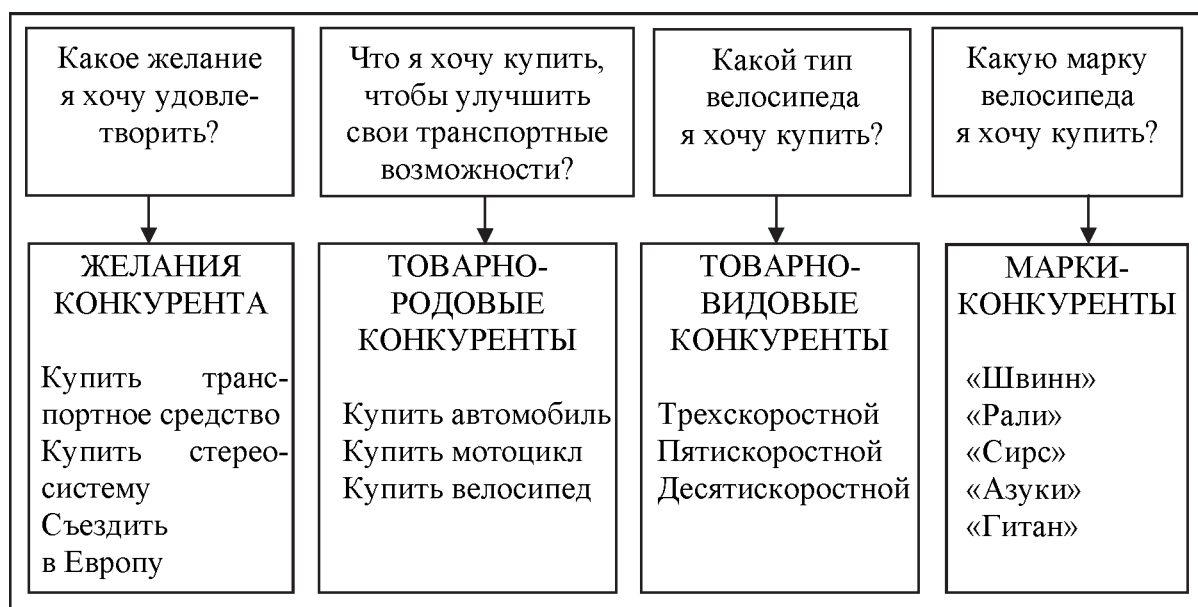 Какое желание
я хочу удовле-
творить?
Что я хочу купить,
чтобы улучшить
свои транспортные
возможности?
Какой тип
велосипеда
я хочу купить?
Какую марку
велосипеда
я хочу купить?
ЖЕЛАНИЯ
КОНКУРЕНТА
Купить транс-
портное средство
Купить стерео-
систему
Съездить
в Европу
ТОВАРНО-
РОДОВЫЕ
КОНКУРЕНТЫ
Купить автомобиль
Купить мотоцикл
Купить велосипед
ТОВАРНО-
ВИДОВЫЕ
КОНКУРЕНТЫ
Трехскоростной
Пятискоростной
Десятискоростной
МАРКИ-
КОНКУРЕНТЫ
«Швинн»
«Рали»
«Сирс»
«Азуки»
«Гитан»